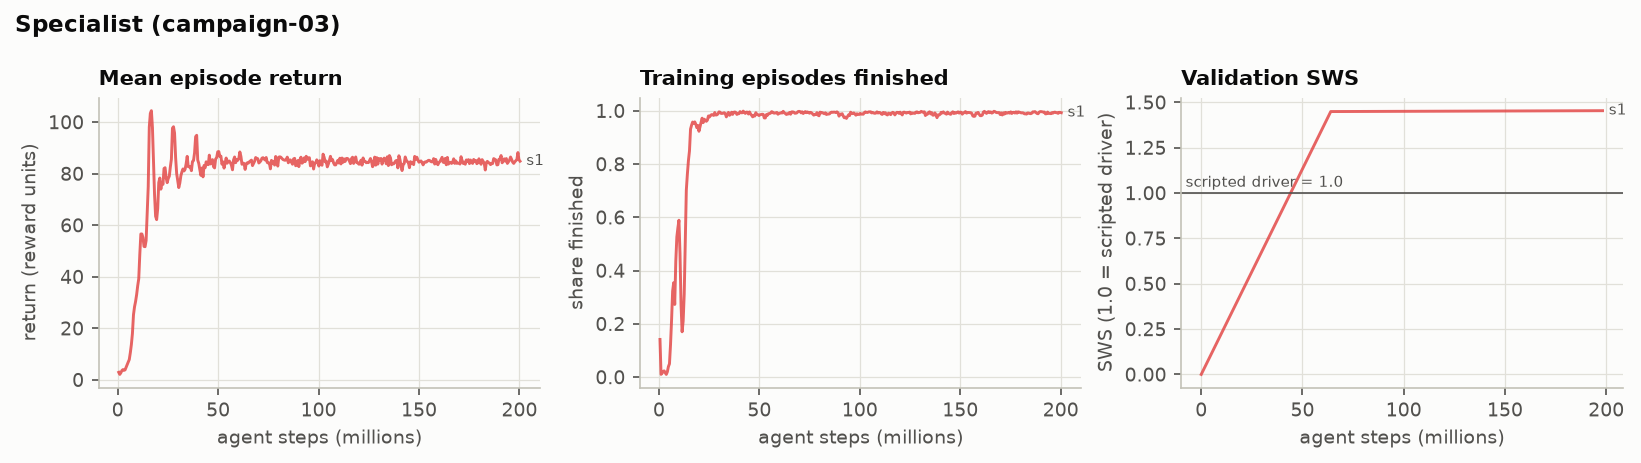 Specialist (campaign-03)
Mean episode return
return (reward units)
100
80
60
40
20
0
s1
0 50 100 150 200
agent steps (millions)
Training episodes finished
share finished
1.0
0.8
0.6
0.4
0.2
0.0
s1
0 50 100 150 200
agent steps (millions)
Validation SWS
SWS (1.0 = scripted driver)
1.50
1.25
1.00
0.75
0.50
0.25
0.00
s1
scripted driver = 1.0
0 50 100 150 200
agent steps (millions)